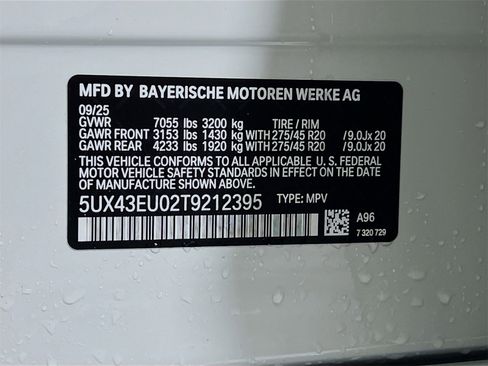 MFD BY BAYERISCHE MOTOREN WERKE AG
09/25
GVWR 7055 lbs 3200 kg TIRE / RIM
GAWR FRONT 3153 lbs 1430 kg WITH 275/45 R20 / 9.0Jx 20
GAWR REAR 4233 lbs 1920 kg WITH 275/45 R20 / 9.0Jx 20
THIS VEHICLE CONFORMS TO ALL APPLICABLE U. S. FEDERAL
MOTOR VEHICLE SAFETY STANDARDS IN EFFECT ON THE
DATE OF MANUFACTURE SHOWN ABOVE.
5UX43EU02T9212395 TYPE: MPV
A96
7 320 729